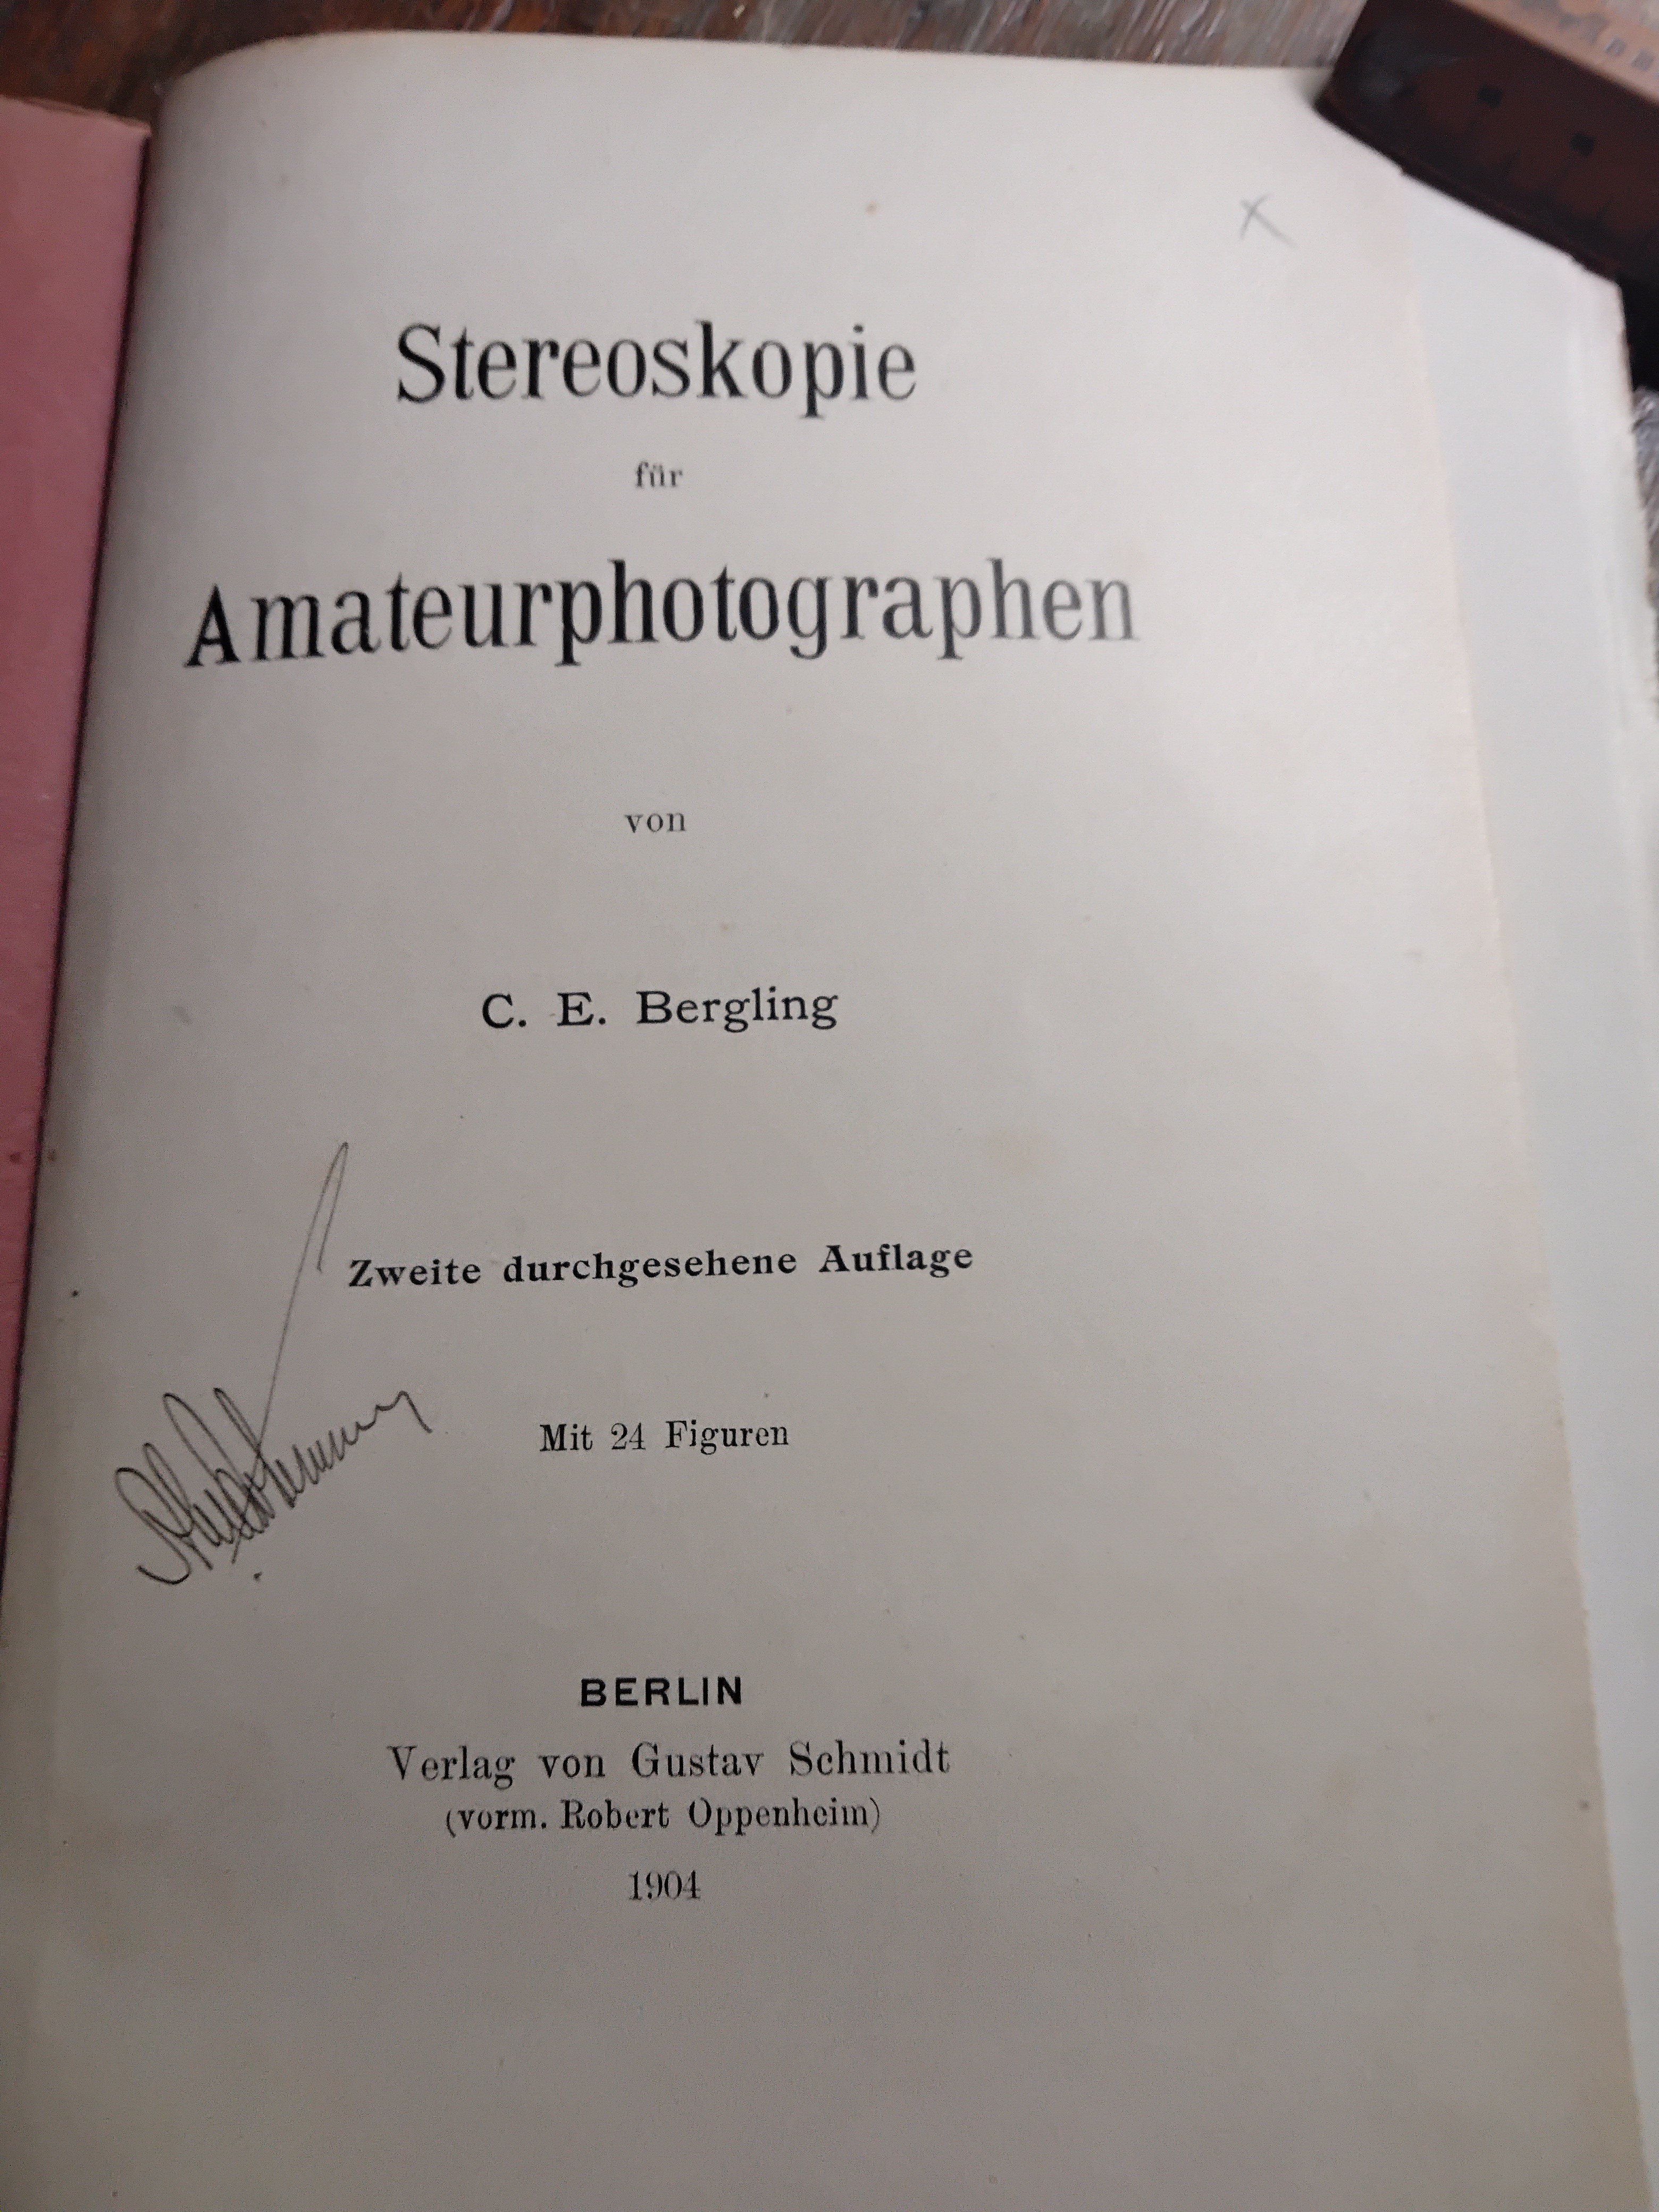 Stereoskopie
für
Amateurphotographen
von
C. E. Bergling
Zweite durchgesehene Auflage
Mit 24 Figuren
BERLIN
Verlag von Gustav Schmidt
(vorm. Robert Oppenheim)
1904